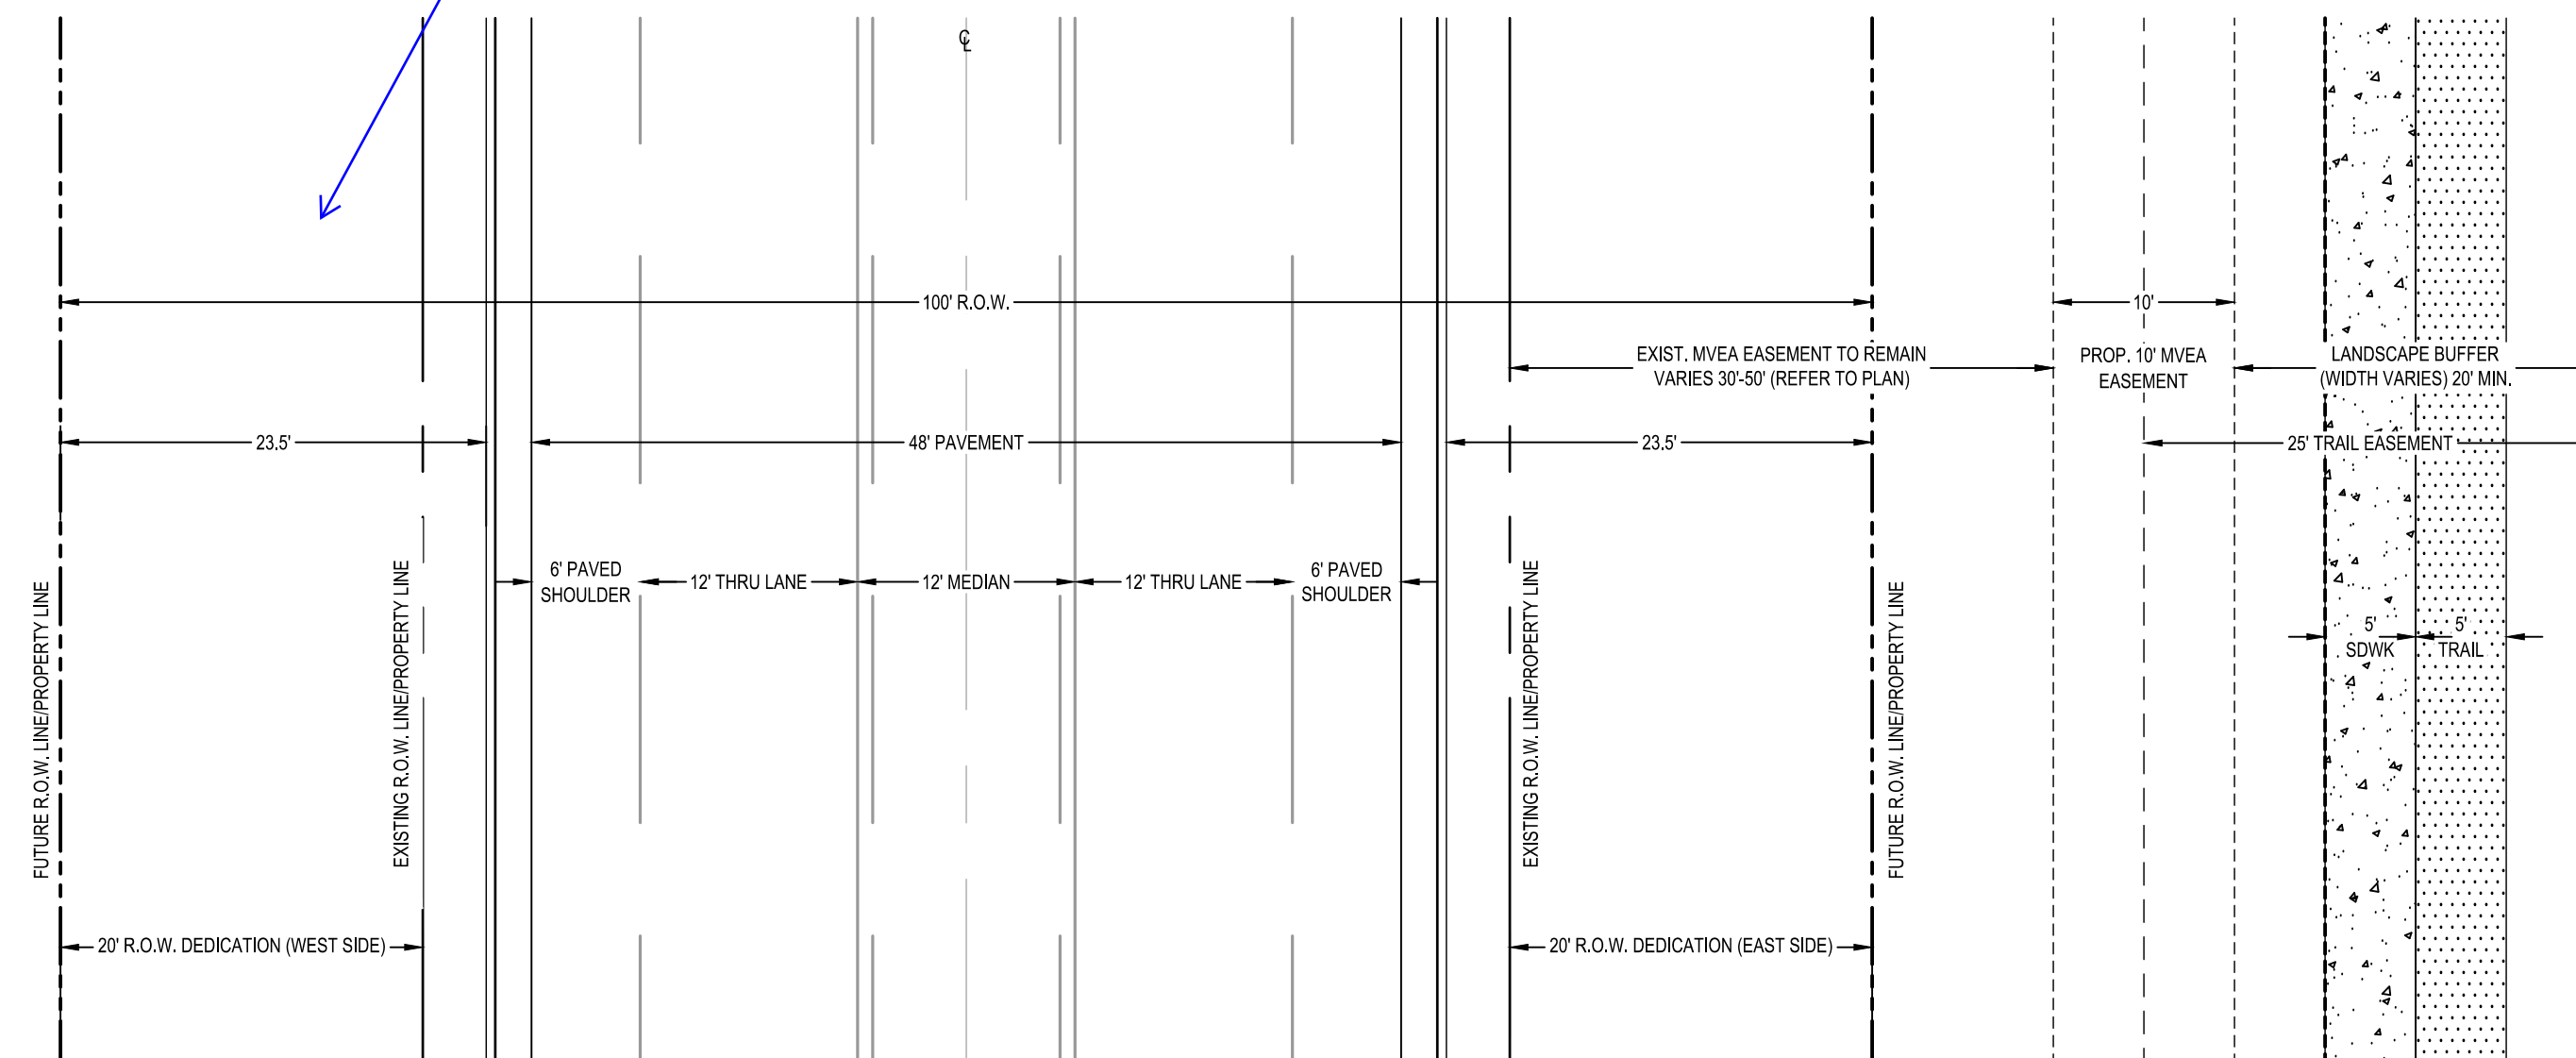 ℄
100' R.O.W.
10'
EXIST. MVEA EASEMENT TO REMAIN
VARIES 30'-50' (REFER TO PLAN)
PROP. 10' MVEA
EASEMENT
LANDSCAPE BUFFER
(WIDTH VARIES) 20' MIN.
23.5'
48' PAVEMENT
23.5'
25' TRAIL EASEMENT
6' PAVED
SHOULDER
12' THRU LANE
12' MEDIAN
12' THRU LANE
6' PAVED
SHOULDER
5'
SDWK
5'
TRAIL
FUTURE R.O.W. LINE/PROPERTY LINE
EXISTING R.O.W. LINE/PROPERTY LINE
EXISTING R.O.W. LINE/PROPERTY LINE
FUTURE R.O.W. LINE/PROPERTY LINE
20' R.O.W. DEDICATION (WEST SIDE)
20' R.O.W. DEDICATION (EAST SIDE)